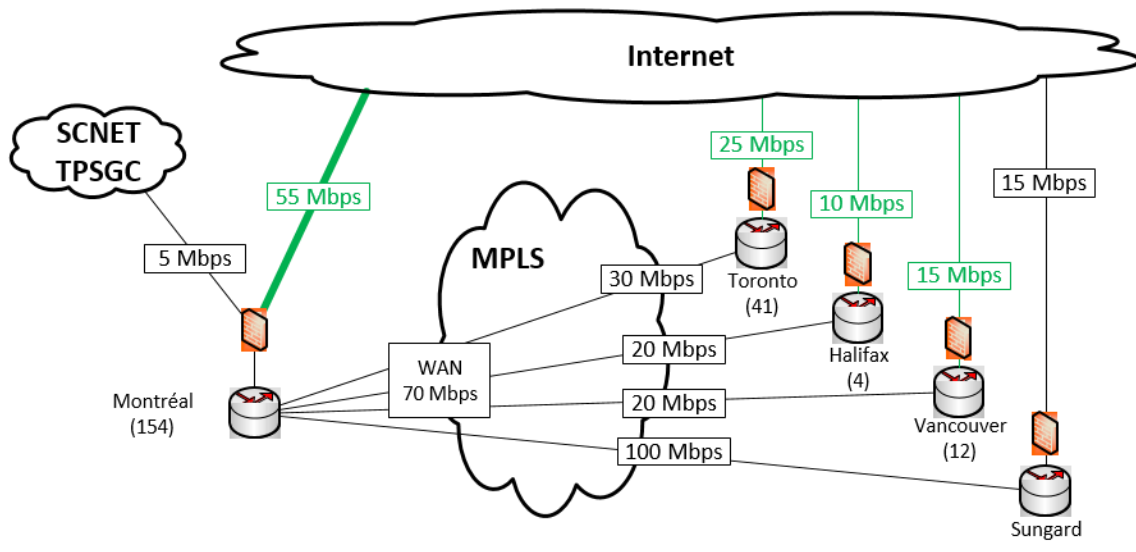 Internet
SCNET
TPSGC
25 Mbps
55 Mbps
10 Mbps
15 Mbps
5 Mbps
MPLS
30 Mbps
Toronto
(41)
15 Mbps
20 Mbps
Halifax
(4)
WAN
70 Mbps
Montréal
(154)
20 Mbps
Vancouver
(12)
100 Mbps
Sungard